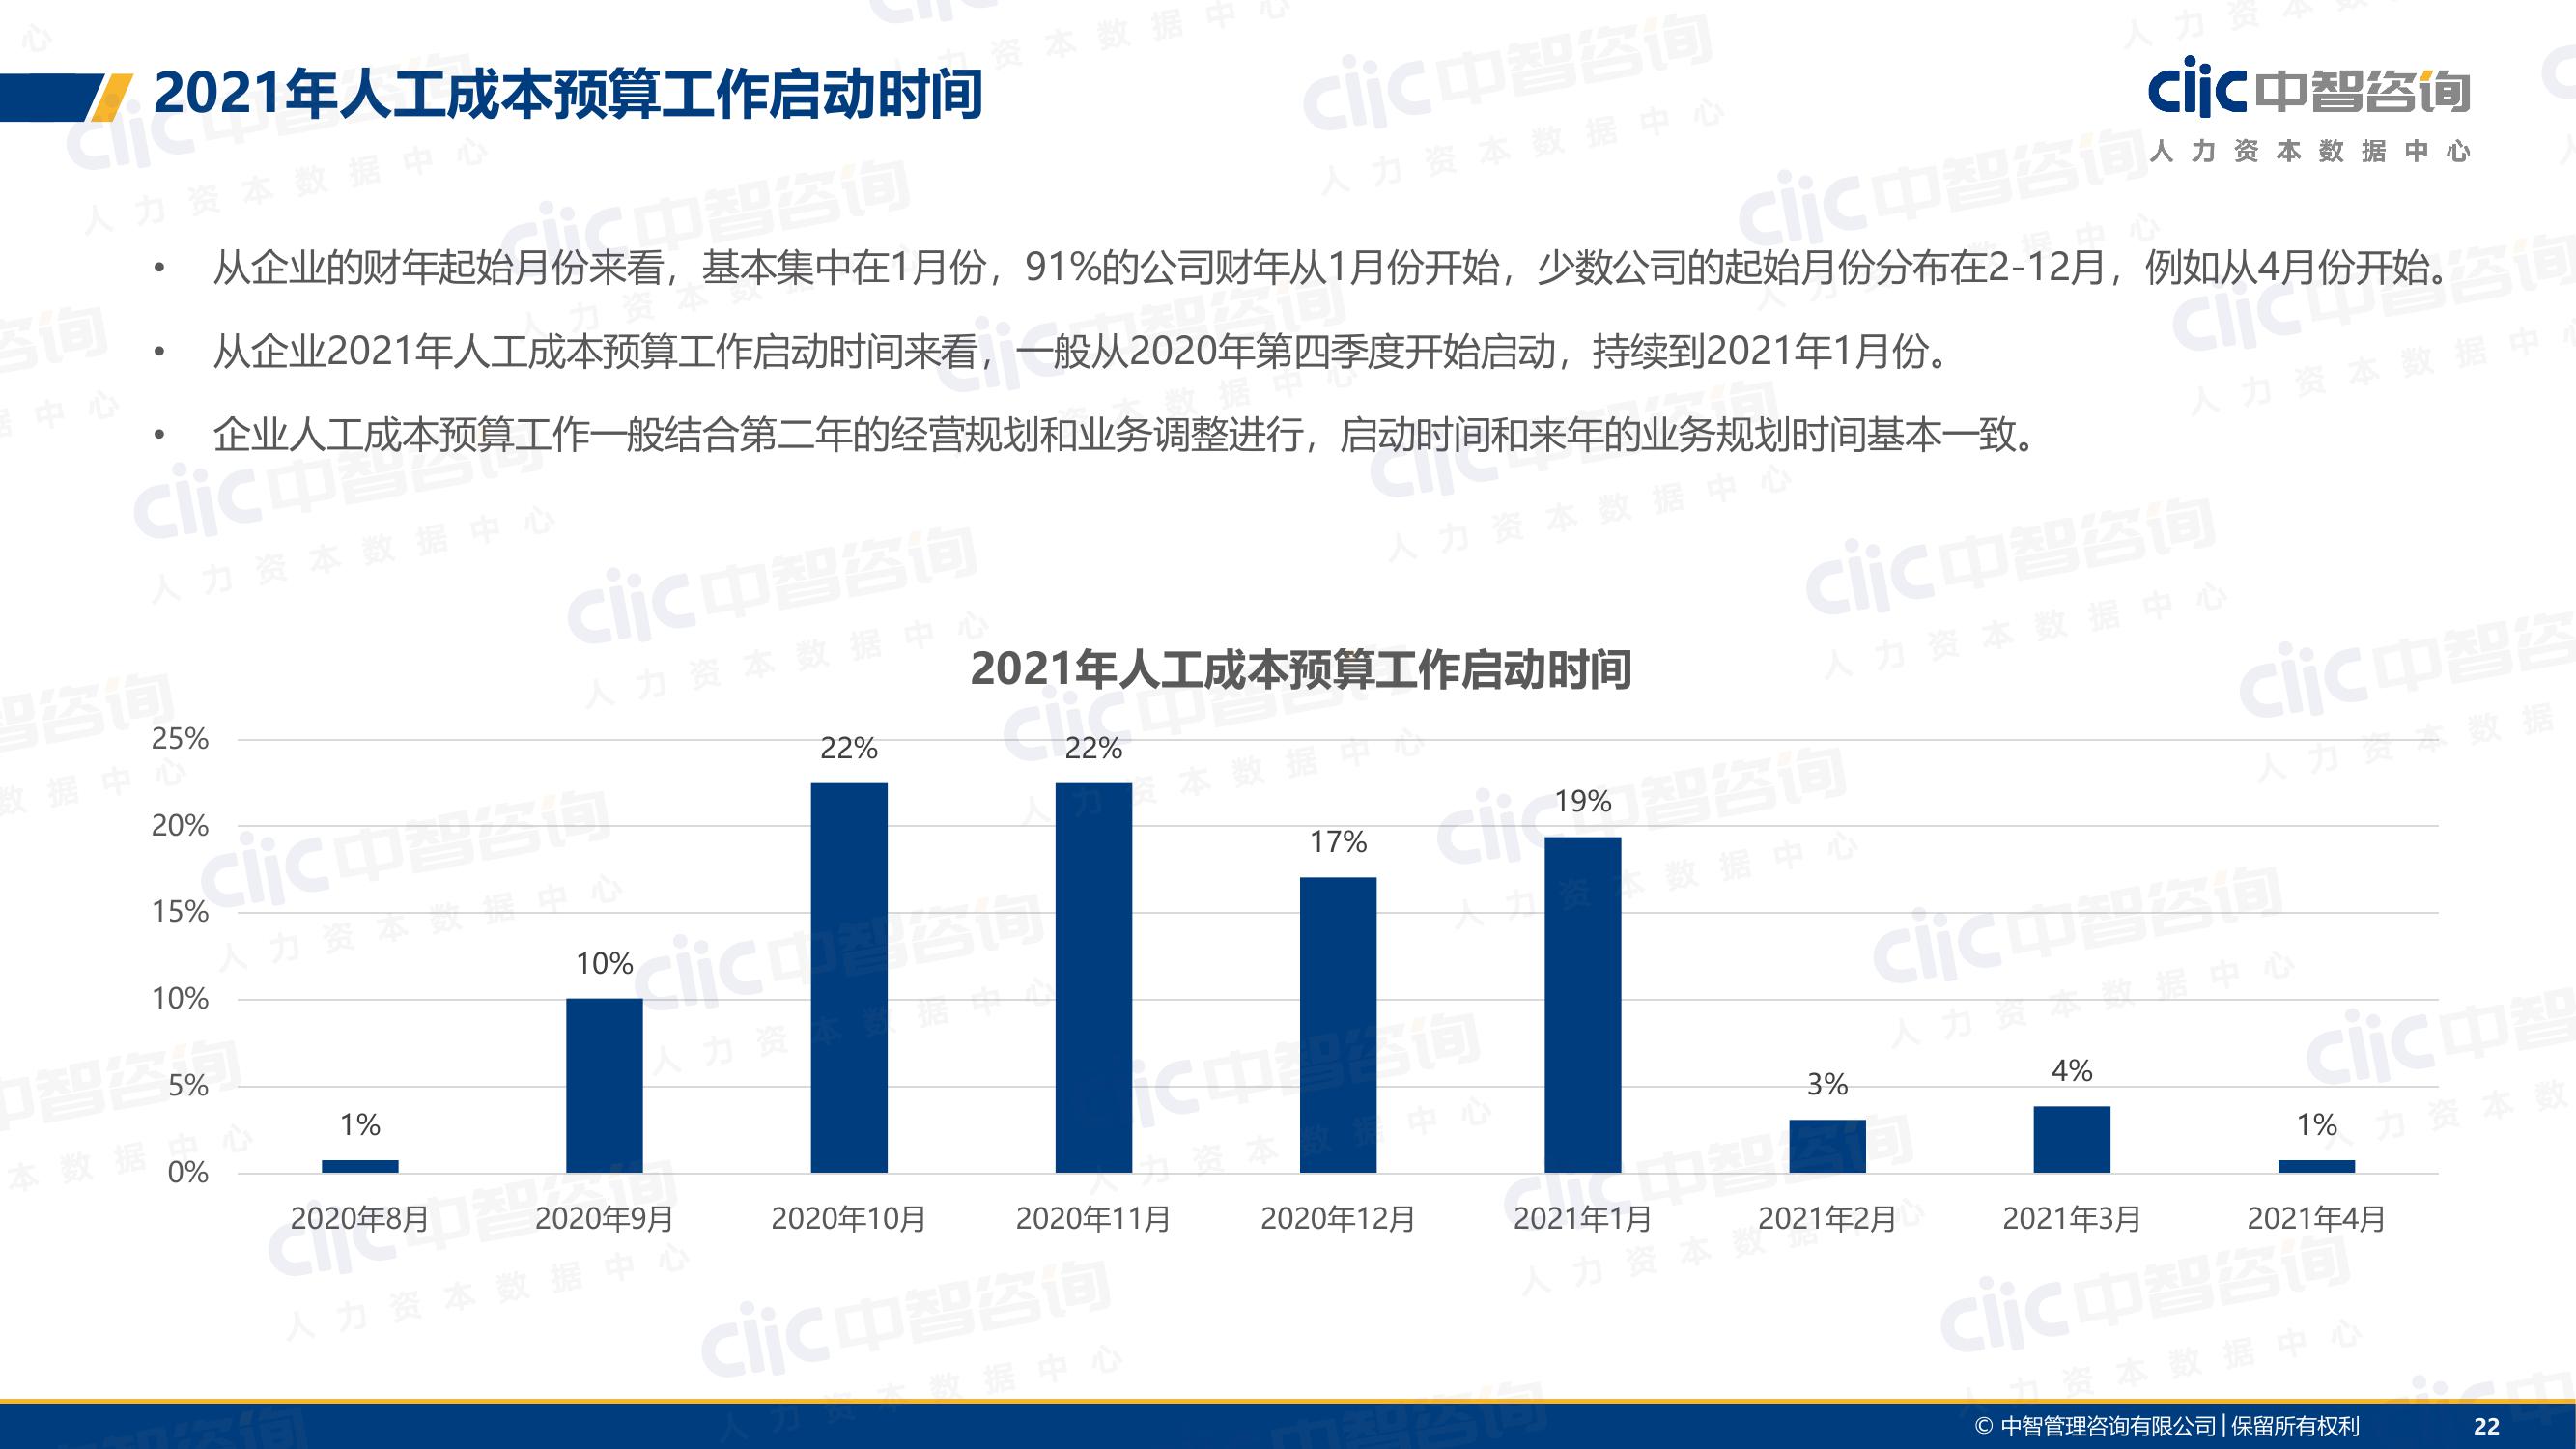 2021年人工成本预算工作启动时间
CIIC中智咨询
人力资本数据中心
• 从企业的财年起始月份来看，基本集中在1月份，91%的公司财年从1月份开始，少数公司的起始月份分布在2-12月，例如从4月份开始。
• 从企业2021年人工成本预算工作启动时间来看，一般从2020年第四季度开始启动，持续到2021年1月份。
• 企业人工成本预算工作一般结合第二年的经营规划和业务调整进行，启动时间和来年的业务规划时间基本一致。
2021年人工成本预算工作启动时间
25%
20%
15%
10%
5%
0%
1%
10%
22%
22%
17%
19%
3%
4%
1%
2020年8月 2020年9月 2020年10月 2020年11月 2020年12月 2021年1月 2021年2月 2021年3月 2021年4月
© 中智管理咨询有限公司|保留所有权利 22